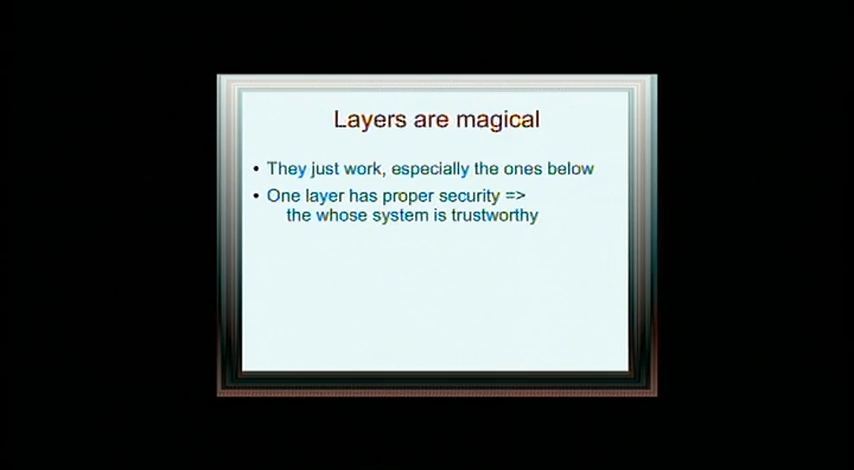 Layers are magical
• They just work, especially the ones below
• One layer has proper security =>
the whose system is trustworthy